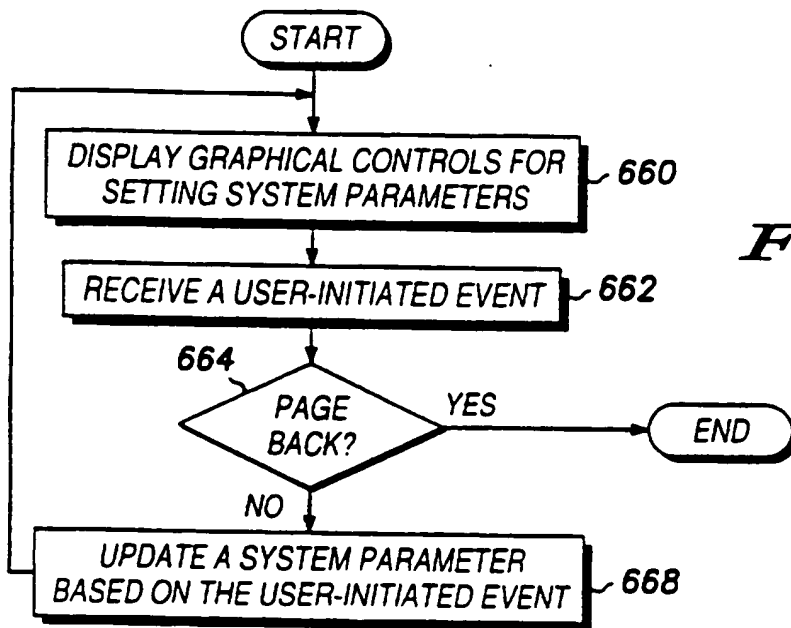 START
DISPLAY GRAPHICAL CONTROLS FOR
SETTING SYSTEM PARAMETERS
660
F
RECEIVE A USER-INITIATED EVENT
662
664
PAGE
BACK?
YES
END
NO
UPDATE A SYSTEM PARAMETER
BASED ON THE USER-INITIATED EVENT
668